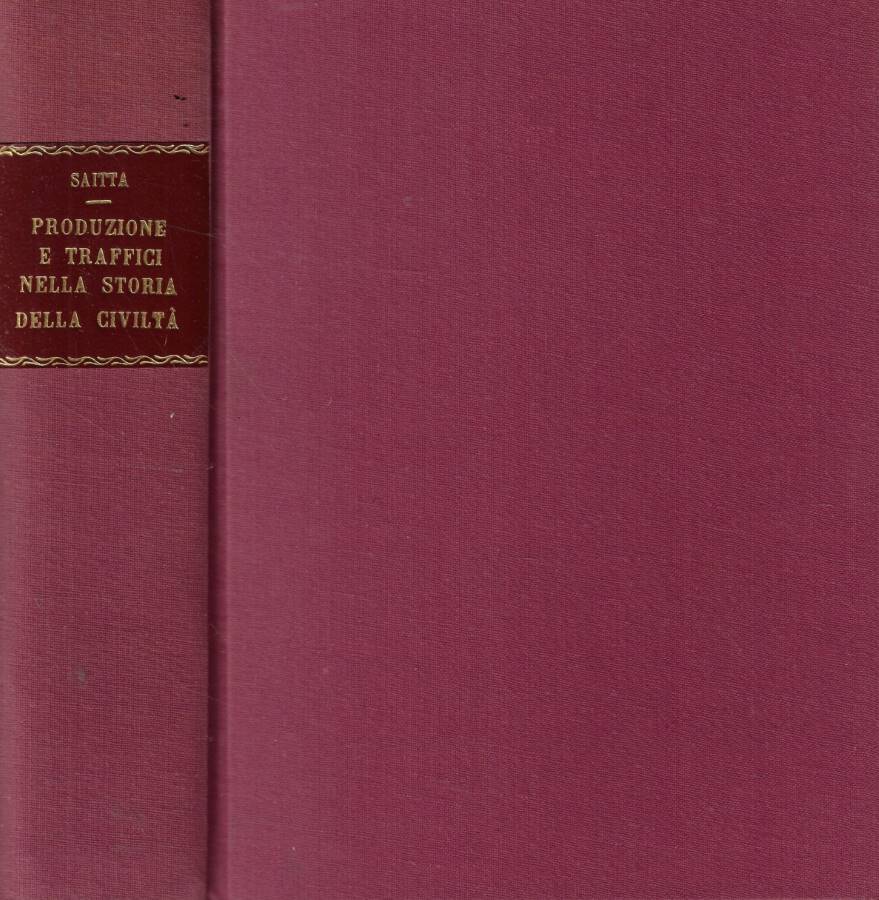 SAITTA
PRODUZIONE
E TRAFFICI
NELLA STORIA
DELLA CIVILTÀ